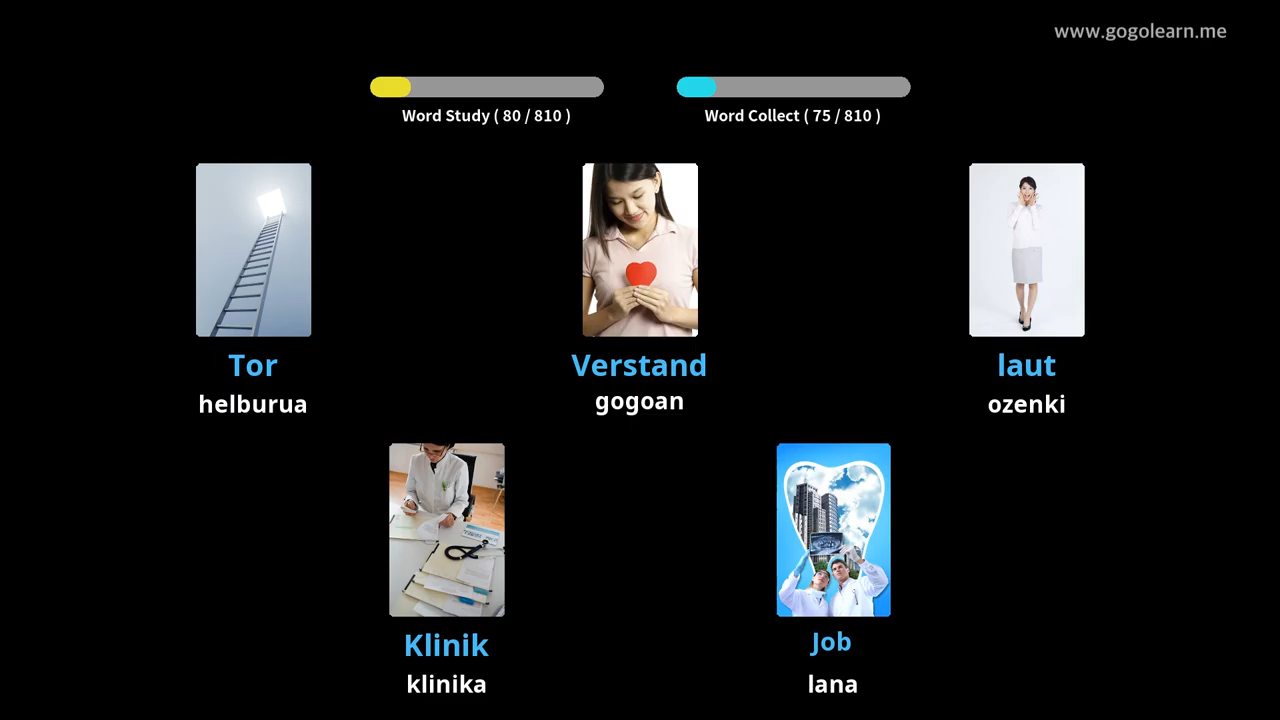 www.gogolearn.me
Word Study ( 80 / 810 )
Word Collect ( 75 / 810 )
Tor
helburua
Verstand
gogoan
laut
ozenki
Klinik
klinika
Job
lana